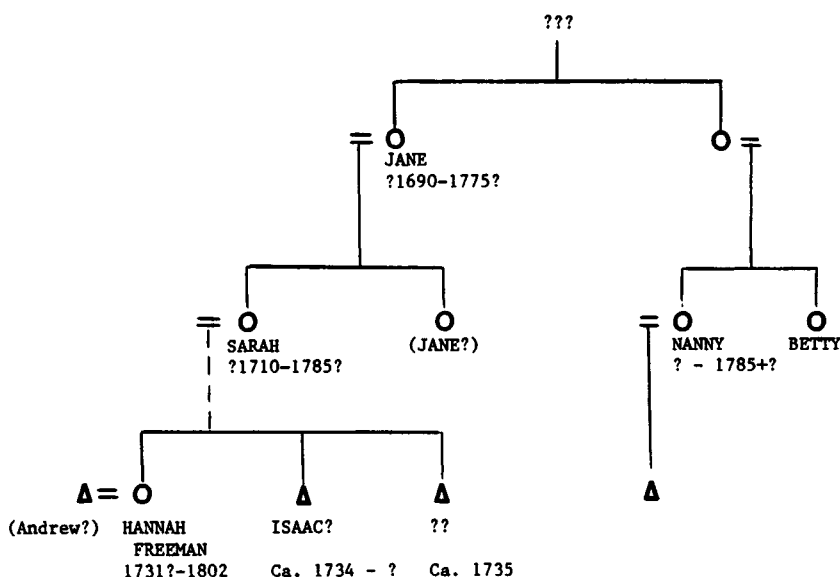 ???
JANE
?1690-1775?
SARAH
?1710-1785?
(JANE?)
NANNY
? - 1785+?
BETTY
(Andrew?)
HANNAH
FREEMAN
1731?-1802
ISAAC?
Ca. 1734 - ?
??
Ca. 1735